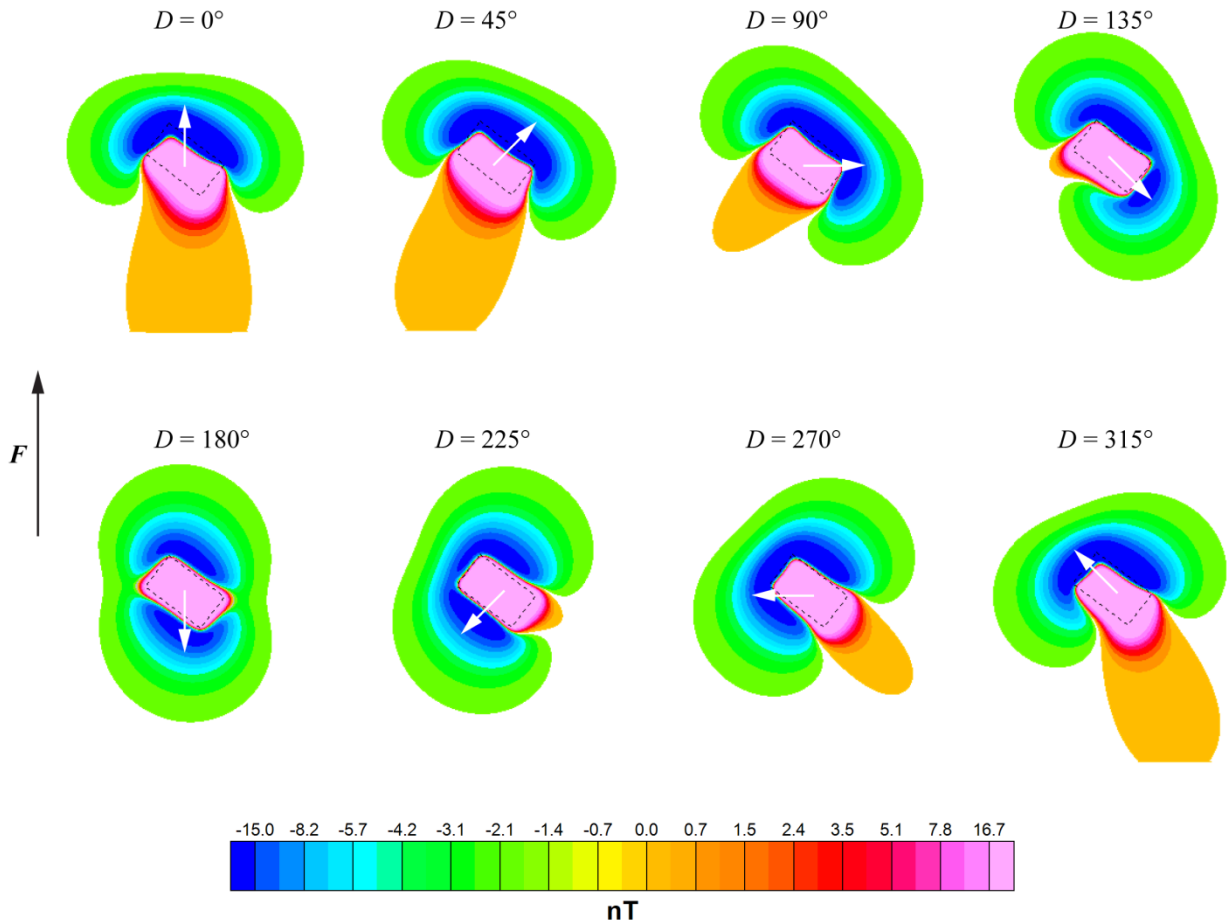 D = 0° D = 45° D = 90° D = 135°
F
D = 180° D = 225° D = 270° D = 315°
-15.0 -8.2 -5.7 -4.2 -3.1 -2.1 -1.4 -0.7 0.0 0.7 1.5 2.4 3.5 5.1 7.8 16.7
nT